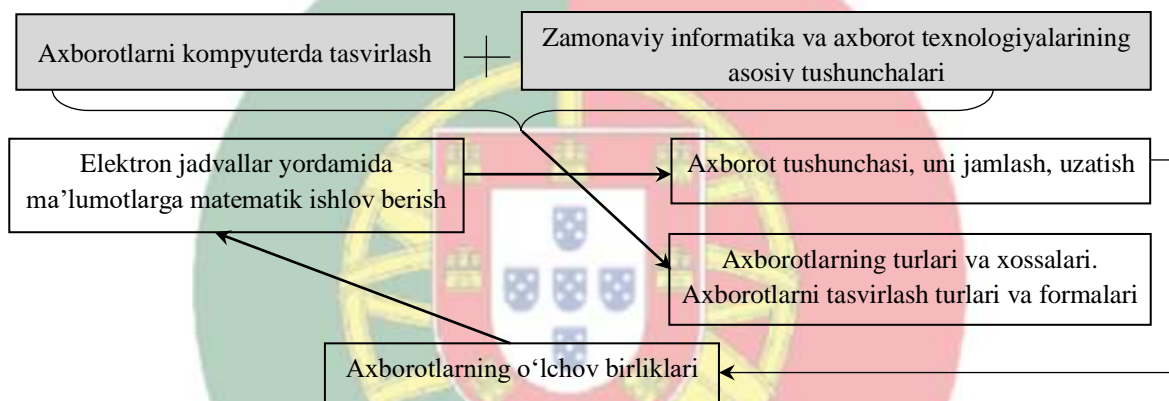 Axborotlarni kompyuterda tasvirlash
Zamonaviy informatika va axborot texnologiyalarining
asosiy tushunchalari
Elektron jadvallar yordamida
ma’lumotlarga matematik ishlov berish
Axborot tushunchasi, uni jamlash, uzatish
Axborotlarning turlari va xossalari.
Axborotlarni tasvirlash turlari va formalari
Axborotlarning o‘lchov birliklari